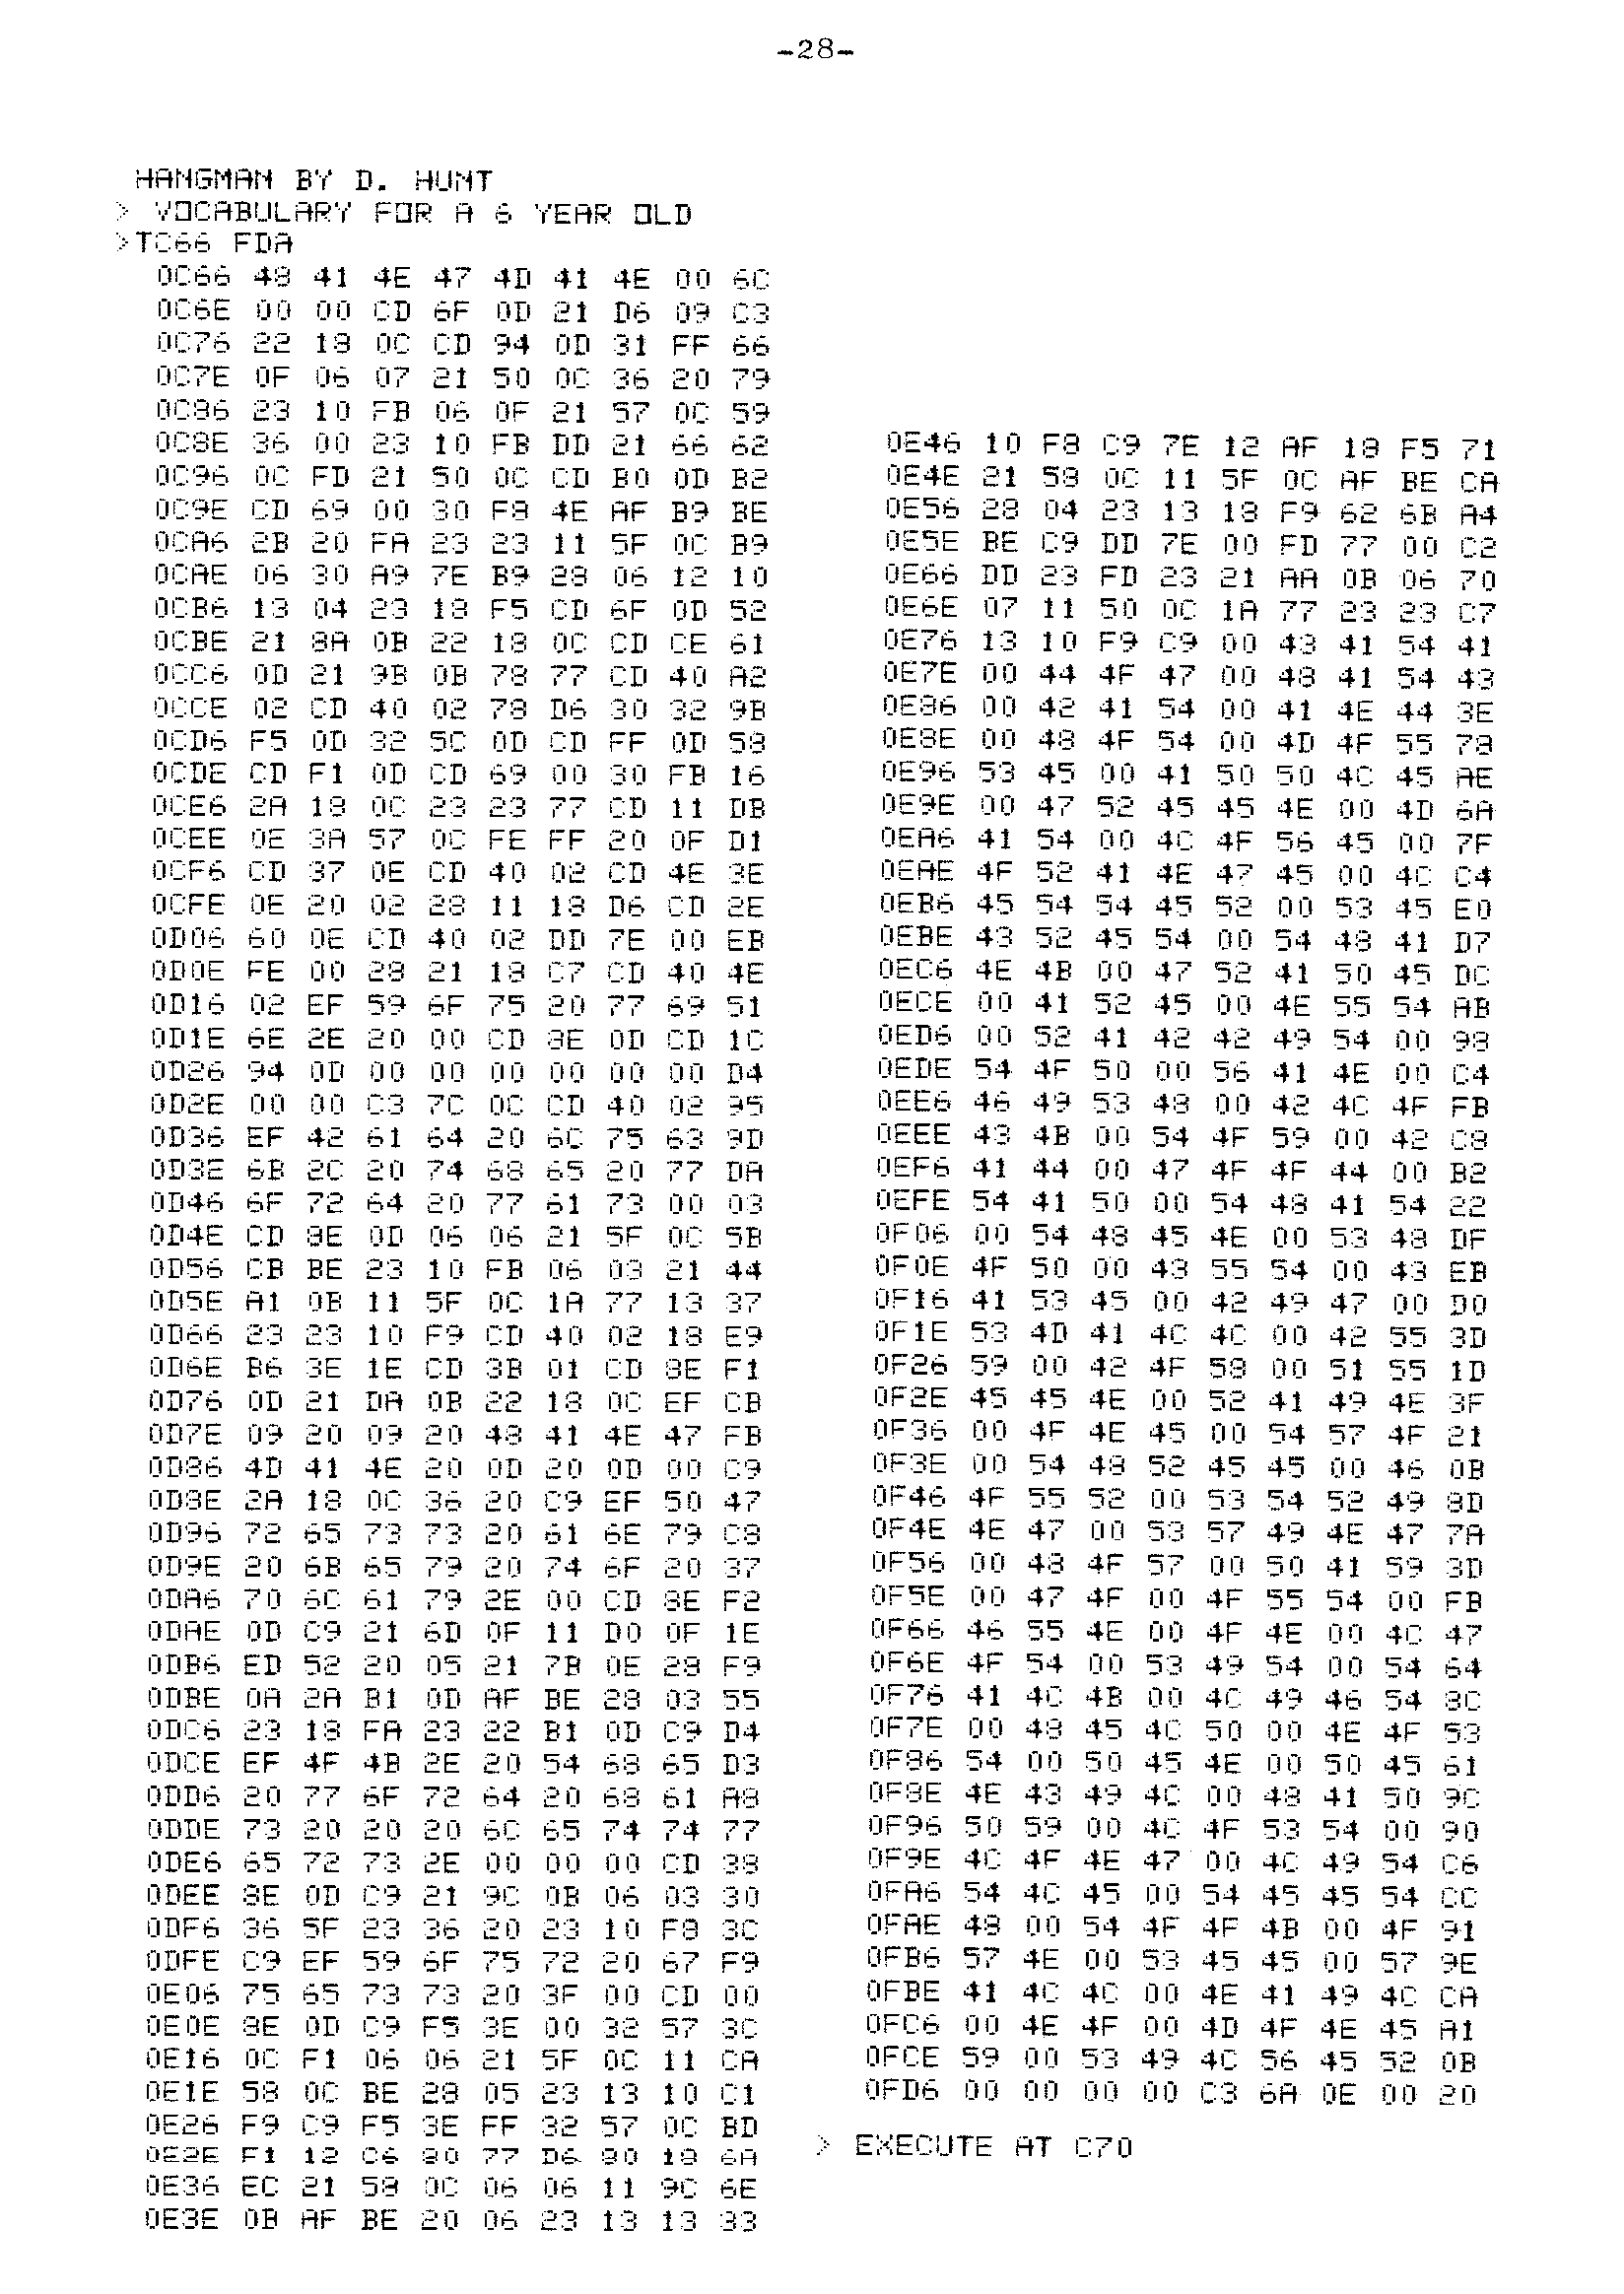 -28-
HANGMAN BY D. HUNT
> VOCABULARY FOR A 6 YEAR OLD
>TC66 FDA
0C66 48 41 4E 47 4D 41 4E 00 6C
0C6E 00 00 CD 6F 0D 21 D6 09 C3
0C76 22 18 0C CD 94 0D 31 FF 66
0C7E 0F 06 07 21 50 0C 36 20 79
0C86 23 10 FB 06 0F 21 57 0C 59
0C8E 36 00 23 10 FB DD 21 66 62
0C96 0C FD 21 50 0C CD B0 0D B2
0C9E CD 69 00 30 F8 4E AF B9 BE
0CA6 2B 20 FA 23 23 11 5F 0C B9
0CAE 06 30 A9 7E B9 28 06 12 10
0CB6 13 04 23 18 F5 CD 6F 0D 52
0CBE 21 8A 0B 22 18 0C CD CE 61
0CC6 0D 21 9B 0B 78 77 CD 40 A2
0CCE 02 CD 40 02 78 D6 30 32 9B
0CD6 F5 0D 32 5C 0D CD FF 0D 58
0CDE CD F1 0D CD 69 00 30 FB 16
0CE6 2A 18 0C 23 23 77 CD 11 DB
0CEE 0E 3A 57 0C FE FF 20 0F D1
0CF6 CD 37 0E CD 40 02 CD 4E 3E
0CFE 0E 20 02 28 11 18 D6 CD 2E
0D06 60 0E CD 40 02 DD 7E 00 EB
0D0E FE 00 28 21 18 C7 CD 40 4E
0D16 02 EF 59 6F 75 20 77 69 51
0D1E 6E 2E 20 00 CD 8E 0D CD 1C
0D26 94 0D 00 00 00 00 00 00 D4
0D2E 00 00 C3 7C 0C CD 40 02 95
0D36 EF 42 61 64 20 6C 75 63 9D
0D3E 6B 2C 20 74 68 65 20 77 DA
0D46 6F 72 64 20 77 61 73 00 03
0D4E CD 8E 0D 06 06 21 5F 0C 5B
0D56 CB BE 23 10 FB 06 03 21 44
0D5E A1 0B 11 5F 0C 1A 77 13 37
0D66 23 23 10 F9 CD 40 02 18 E9
0D6E B6 3E 1E CD 3B 01 CD 8E F1
0D76 0D 21 DA 0B 22 18 0C EF CB
0D7E 09 20 09 20 48 41 4E 47 FB
0D86 4D 41 4E 20 0D 20 0D 00 C9
0D8E 2A 18 0C 36 20 C9 EF 50 47
0D96 72 65 73 73 20 61 6E 79 C8
0D9E 20 6B 65 79 20 74 6F 20 37
0DA6 70 6C 61 79 2E 00 CD 8E F2
0DAE 0D C9 21 6D 0F 11 D0 0F 1E
0DB6 ED 52 20 05 21 7B 0E 28 F9
0DBE 0A 2A B1 0D AF BE 28 03 55
0DC6 23 18 FA 23 22 B1 0D C9 D4
0DCE EF 4F 4B 2E 20 54 68 65 D3
0DD6 20 77 6F 72 64 20 68 61 A8
0DDE 73 20 20 20 6C 65 74 74 77
0DE6 65 72 73 2E 00 00 00 CD 38
0DEE 8E 0D C9 21 9C 0B 06 03 30
0DF6 36 5F 23 36 20 23 10 F8 3C
0DFE C9 EF 59 6F 75 72 20 67 F9
0E06 75 65 73 73 20 3F 00 CD 00
0E0E 8E 0D C9 F5 3E 00 32 57 3C
0E16 0C F1 06 06 21 5F 0C 11 CA
0E1E 58 0C BE 28 05 23 13 10 C1
0E26 F9 C9 F5 3E FF 32 57 0C BD
0E2E F1 12 C6 80 77 D6 80 18 6A
0E36 EC 21 58 0C 06 06 11 9C 6E
0E3E 0B AF BE 20 06 23 13 13 33
0E46 10 F8 C9 7E 12 AF 18 F5 71
0E4E 21 58 0C 11 5F 0C AF BE CA
0E56 28 04 23 13 18 F9 62 6B A4
0E5E BE C9 DD 7E 00 FD 77 00 C2
0E66 DD 23 FD 23 21 AA 0B 06 70
0E6E 07 11 50 0C 1A 77 23 23 C7
0E76 13 10 F9 C9 00 43 41 54 41
0E7E 00 44 4F 47 00 48 41 54 43
0E86 00 42 41 54 00 41 4E 44 3E
0E8E 00 48 4F 54 00 4D 4F 55 78
0E96 53 45 00 41 50 50 4C 45 AE
0E9E 00 47 52 45 45 4E 00 4D 6A
0EA6 41 54 00 4C 4F 56 45 00 7F
0EAE 4F 52 41 4E 47 45 00 4C C4
0EB6 45 54 54 45 52 00 53 45 E0
0EBE 43 52 45 54 00 54 48 41 D7
0EC6 4E 4B 00 47 52 41 50 45 DC
0ECE 00 41 52 45 00 4E 55 54 AB
0ED6 00 52 41 42 42 49 54 00 98
0EDE 54 4F 50 00 56 41 4E 00 C4
0EE6 46 49 53 48 00 42 4C 4F FB
0EEE 43 4B 00 54 4F 59 00 42 C8
0EF6 41 44 00 47 4F 4F 44 00 B2
0EFE 54 41 50 00 54 48 41 54 22
0F06 00 54 48 45 4E 00 53 48 DF
0F0E 4F 50 00 43 55 54 00 43 EB
0F16 41 53 45 00 42 49 47 00 D0
0F1E 53 4D 41 4C 4C 00 42 55 3D
0F26 59 00 42 4F 58 00 51 55 1D
0F2E 45 45 4E 00 52 41 49 4E 3F
0F36 00 4F 4E 45 00 54 57 4F 21
0F3E 00 54 48 52 45 45 00 46 0B
0F46 4F 55 52 00 53 54 52 49 8D
0F4E 4E 47 00 53 57 49 4E 47 7A
0F56 00 48 4F 57 00 50 41 59 3D
0F5E 00 47 4F 00 4F 55 54 00 FB
0F66 46 55 4E 00 4F 4E 00 4C 47
0F6E 4F 54 00 53 49 54 00 54 64
0F76 41 4C 4B 00 4C 49 46 54 8C
0F7E 00 48 45 4C 50 00 4E 4F 53
0F86 54 00 50 45 4E 00 50 45 61
0F8E 4E 43 49 4C 00 48 41 50 9C
0F96 50 59 00 4C 4F 53 54 00 90
0F9E 4C 4F 4E 47 00 4C 49 54 C6
0FA6 54 4C 45 00 54 45 45 54 CC
0FAE 48 00 54 4F 4F 4B 00 4F 91
0FB6 57 4E 00 53 45 45 00 57 9E
0FBE 41 4C 4C 00 4E 41 49 4C CA
0FC6 00 4E 4F 00 4D 4F 4E 45 A1
0FCE 59 00 53 49 4C 56 45 52 0B
0FD6 00 00 00 00 C3 6A 0E 00 20
> EXECUTE AT C70